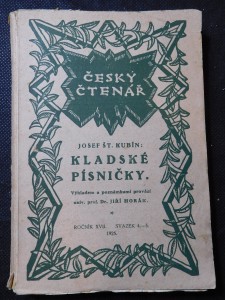 ČESKÝ
ČTENÁŘ
JOSEF ŠT. KUBÍN:
KLADSKÉ
PÍSNIČKY.
Výkladem a poznámkami provází
univ. prof. Dr. JIŘÍ HORÁK.
ROČNÍK XVII. SVAZEK 4.—5.
1925.